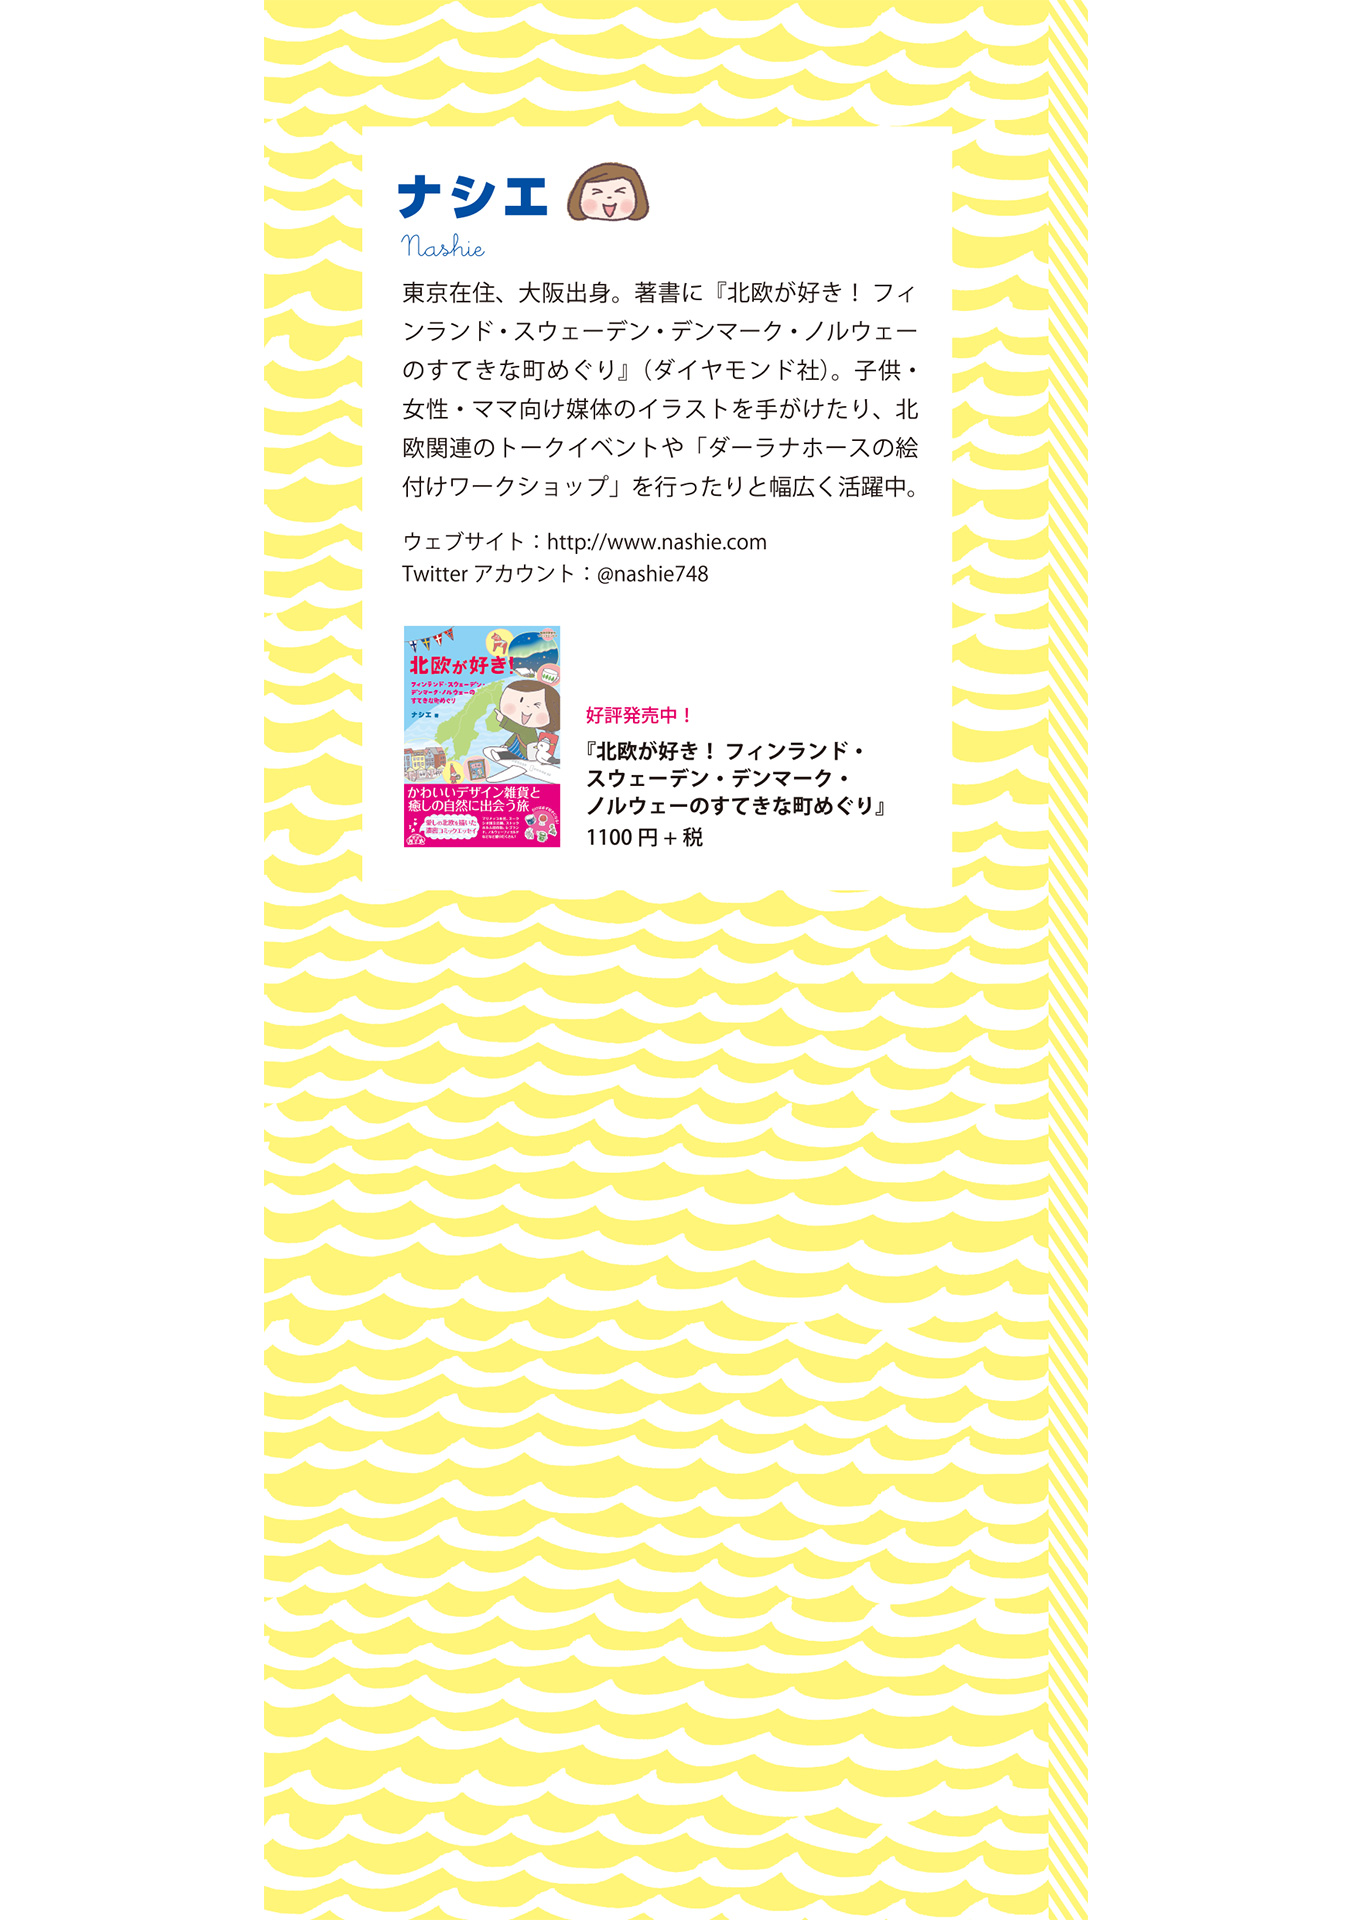 ナシエ
Nashie
東京在住、大阪出身。著書に『北欧が好き！ フィ
ンランド・スウェーデン・デンマーク・ノルウェー
のすてきな町めぐり』（ダイヤモンド社）。子供・
女性・ママ向け媒体のイラストを手がけたり、北
欧関連のトークイベントや「ダーラナホースの絵
付けワークショップ」を行ったりと幅広く活躍中。
ウェブサイト：http://www.nashie.com
Twitter アカウント：@nashie748
北欧が好き!
フィンランド・スウェーデン・
デンマーク・ノルウェーの
すてきな町めぐり
ナシエ 著
かわいいデザイン雑貨と
癒しの自然に出会う旅
愛しの北欧を描いた
濃密コミックエッセイ
好評発売中！
『北欧が好き！ フィンランド・
スウェーデン・デンマーク・
ノルウェーのすてきな町めぐり』
1100 円 + 税